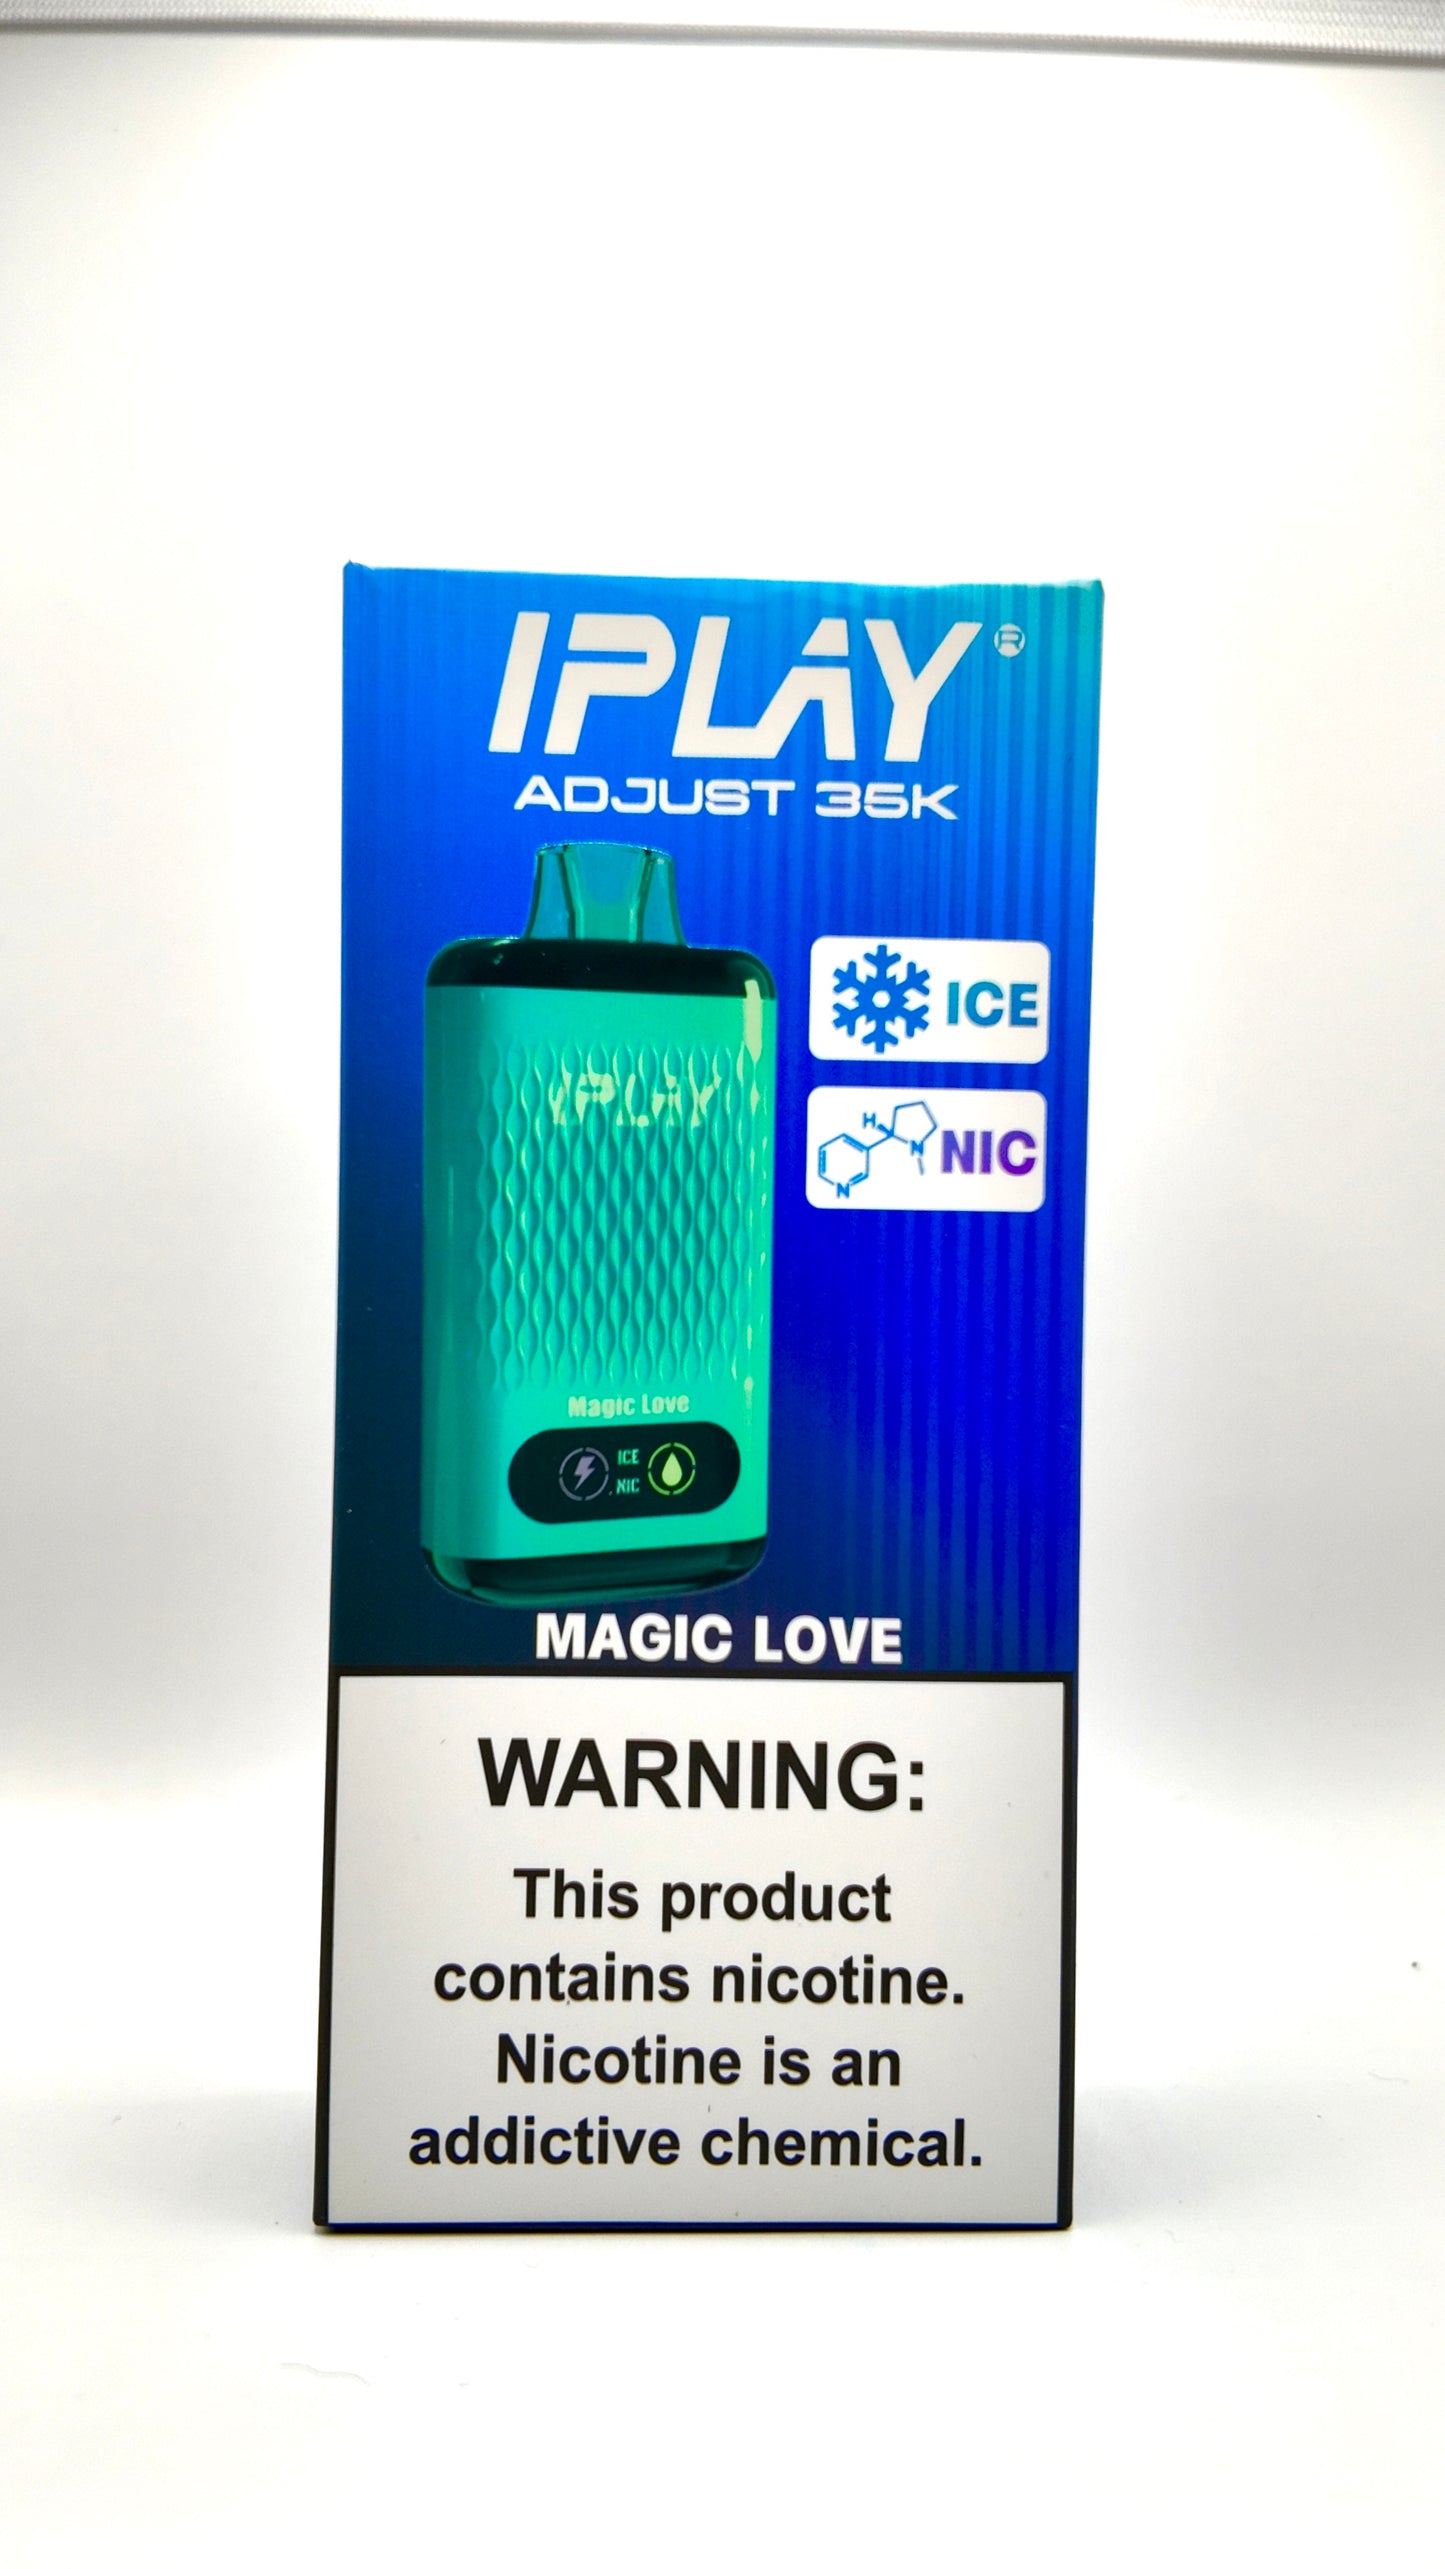 IPLAY®
ADJUST 35K
ICE
H
N
N
NIC
IPLAY
Magic Love
ICE
NIC
MAGIC LOVE
WARNING:
This product
contains nicotine.
Nicotine is an
addictive chemical.